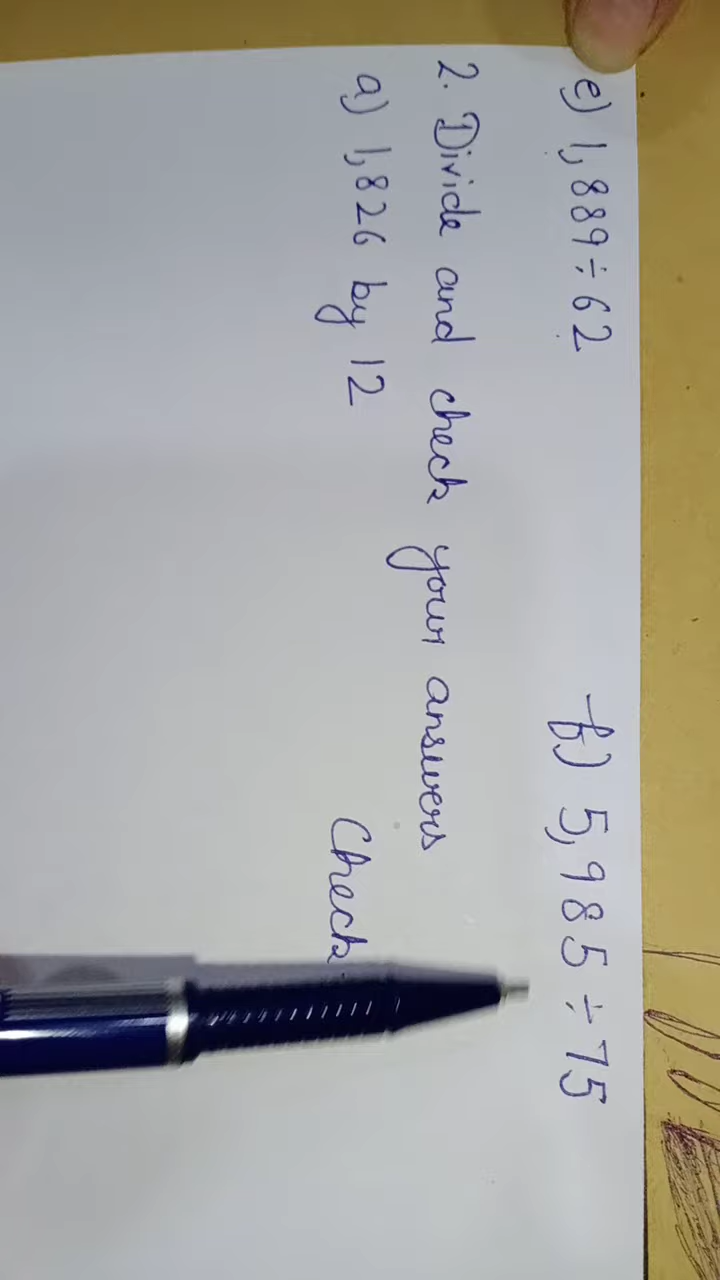 e) 1,889÷62 f) 5,985÷75
2. Divide and check your answers
a) 1,826 by 12 Check